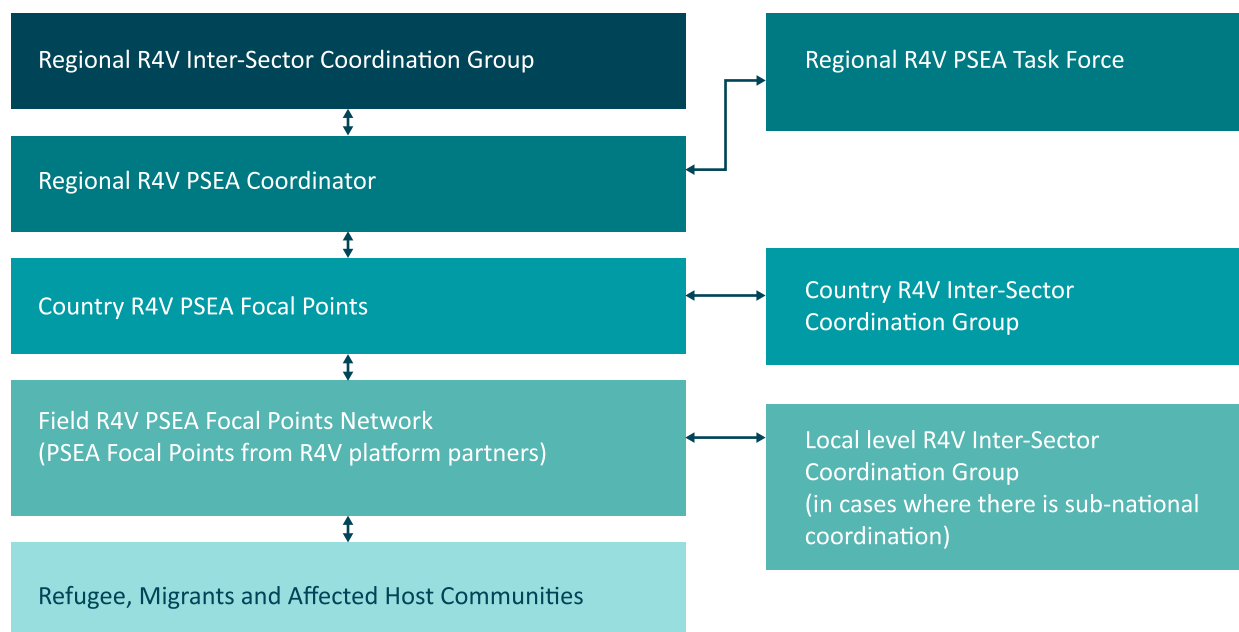 Regional R4V Inter-Sector Coordination Group
Regional R4V PSEA Task Force
Regional R4V PSEA Coordinator
Country R4V PSEA Focal Points
Country R4V Inter-Sector
Coordination Group
Field R4V PSEA Focal Points Network
(PSEA Focal Points from R4V platform partners)
Local level R4V Inter-Sector
Coordination Group
(in cases where there is sub-national
coordination)
Refugee, Migrants and Affected Host Communities